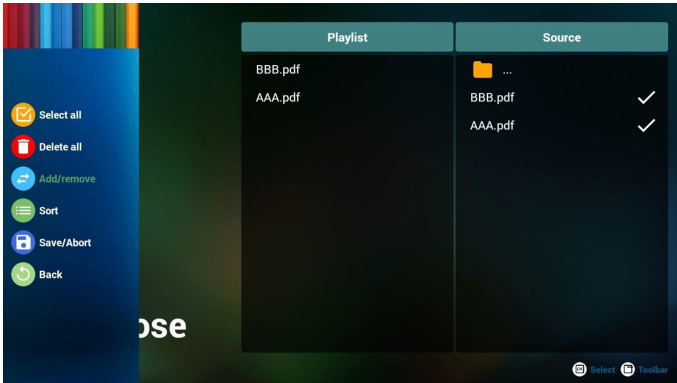 Playlist
Source
BBB.pdf
AAA.pdf
...
BBB.pdf
AAA.pdf
Select all
Delete all
Add/remove
Sort
Save/Abort
Back
ose
Select
Toolbar